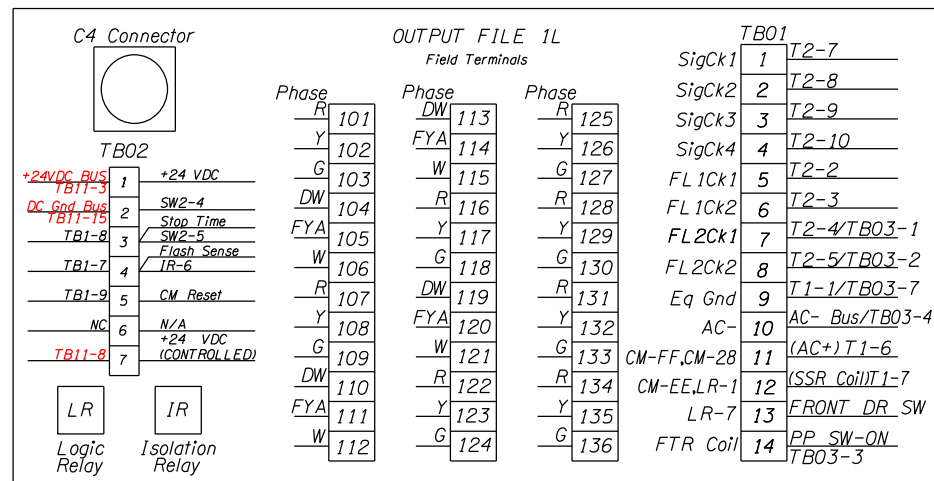 C4 Connector
OUTPUT FILE 1L
Field Terminals
TB02
+24VDC BUS
TB11-3
1
+24 VDC
DC Gnd Bus
TB11-15
2
SW2-4
Stop Time
TB1-8
3
SW2-5
Flash Sense
TB1-7
4
IR-6
TB1-9
5
CM Reset
NC
6
N/A
+24 VDC
TB11-8
7
(CONTROLLED)
LR
Logic
Relay
IR
Isolation
Relay
Phase
R 101
Y 102
G 103
DW 104
FYA 105
W 106
R 107
Y 108
G 109
DW 110
FYA 111
W 112
Phase
DW 113
FYA 114
W 115
R 116
Y 117
G 118
DW 119
FYA 120
W 121
R 122
Y 123
G 124
Phase
R 125
Y 126
G 127
R 128
Y 129
G 130
R 131
Y 132
G 133
R 134
Y 135
G 136
TB01
SigCk1 1 T2-7
SigCk2 2 T2-8
SigCk3 3 T2-9
SigCk4 4 T2-10
FL1Ck1 5 T2-2
FL1Ck2 6 T2-3
FL2Ck1 7 T2-4/TB03-1
FL2Ck2 8 T2-5/TB03-2
Eq Gnd 9 T1-1/TB03-7
AC- 10 AC- Bus/TB03-4
CM-FF,CM-28 11 (AC+) T1-6
CM-EE,LR-1 12 (SSR Coil)T1-7
LR-7 13 FRONT DR SW
FTR Coil 14 PP SW-ON
TB03-3